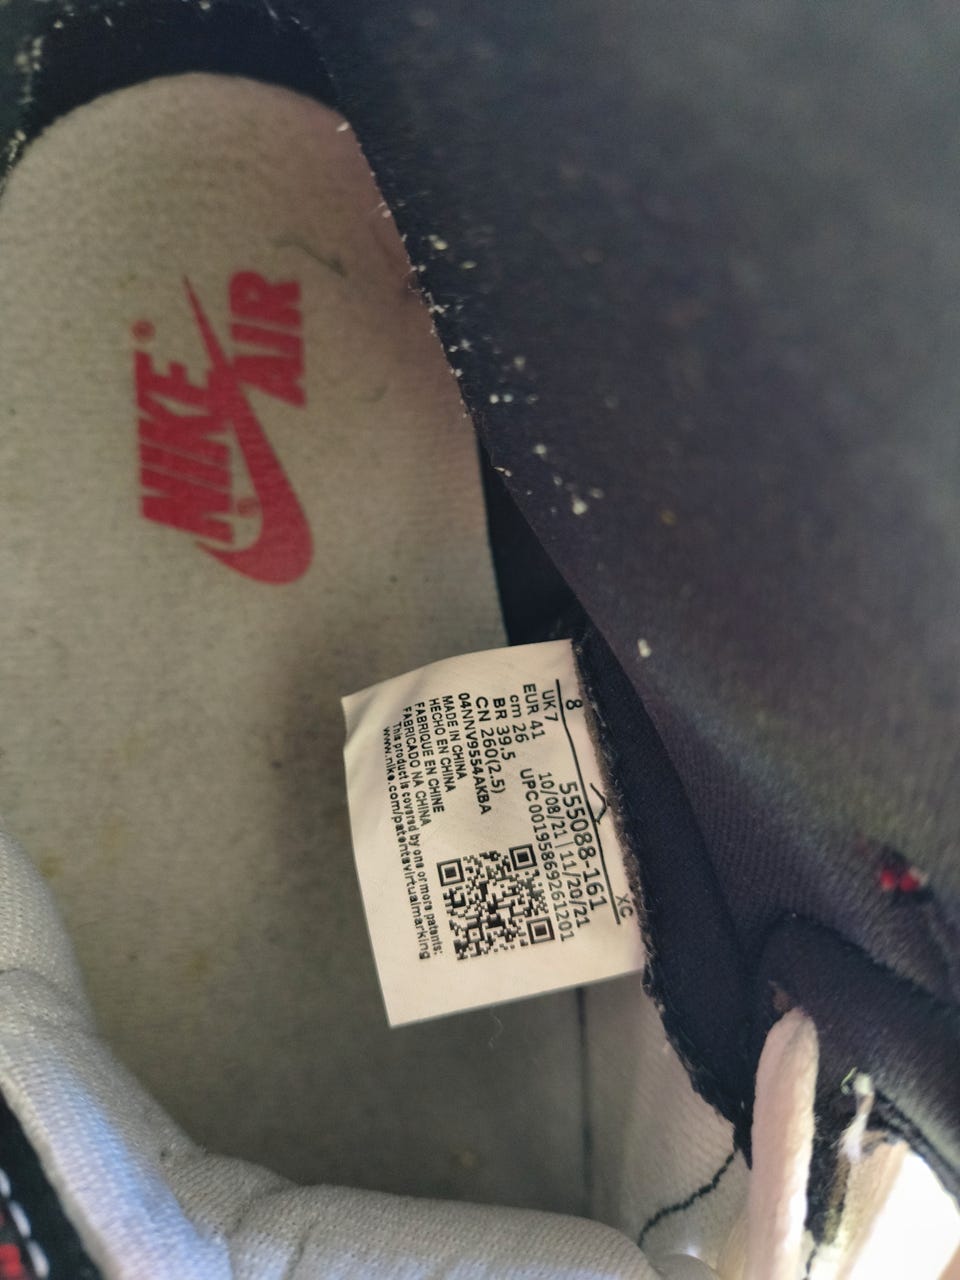 NIKE
AIR
8 XC
555088-161
UK 7 10/08/21 | 11/20/21
EUR 41 UPC 00195869261201
cm 26
BR 39,5
CN 260(2.5)
04NNV9554AKBA
MADE IN CHINA
HECHO EN CHINA
FABRIQUE EN CHINE
FABRICADO NA CHINA
This product is covered by one or more patents:
www.nike.com/patentsvirtualmarking